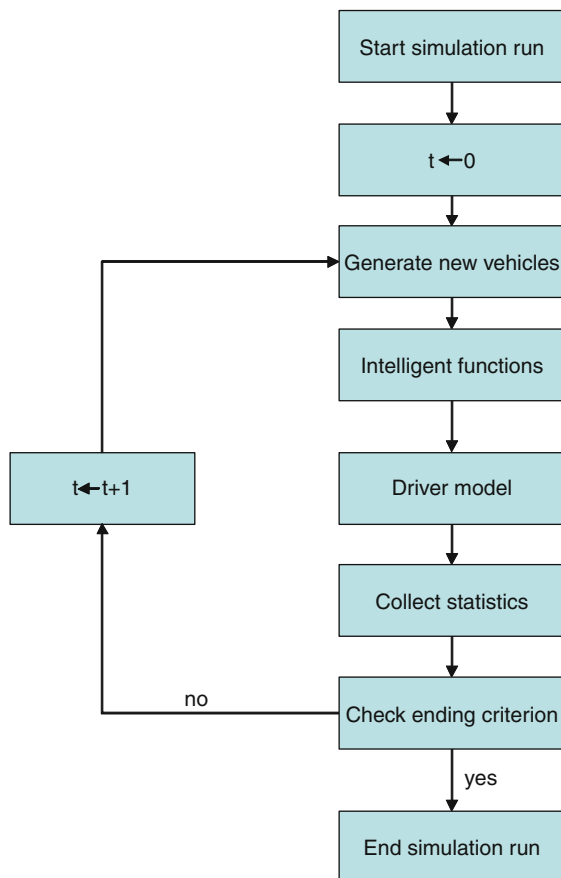 Start simulation run
t←0
Generate new vehicles
Intelligent functions
t←t+1
Driver model
Collect statistics
no
Check ending criterion
yes
End simulation run